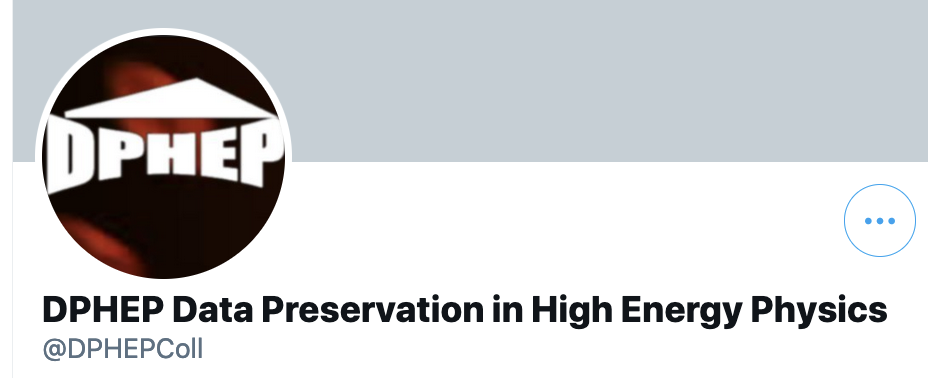 DPHEP
DPHEP Data Preservation in High Energy Physics
@DPHEPColl